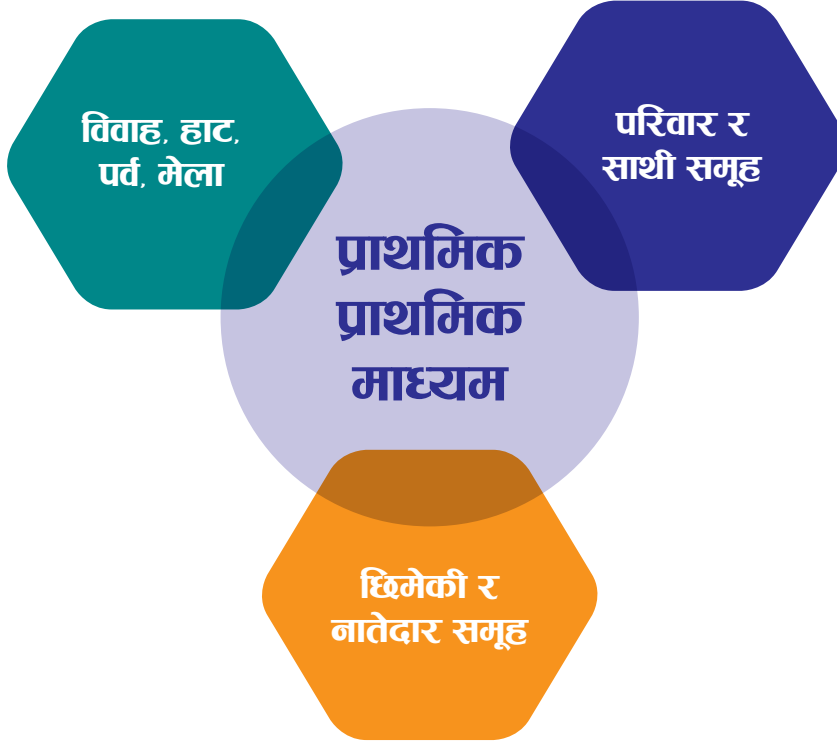 विवाह, हाट,
पर्व, मेला
परिवार र
साथी समूह
प्राथमिक
प्राथमिक
माध्यम
छिमेकी र
नातेदार समूह